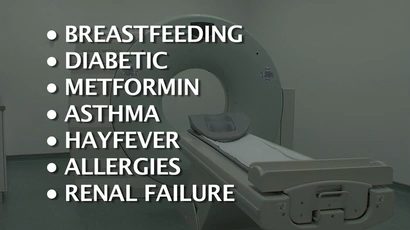 • BREASTFEEDING
• DIABETIC
• METFORMIN
• ASTHMA
• HAYFEVER
• ALLERGIES
• RENAL FAILURE